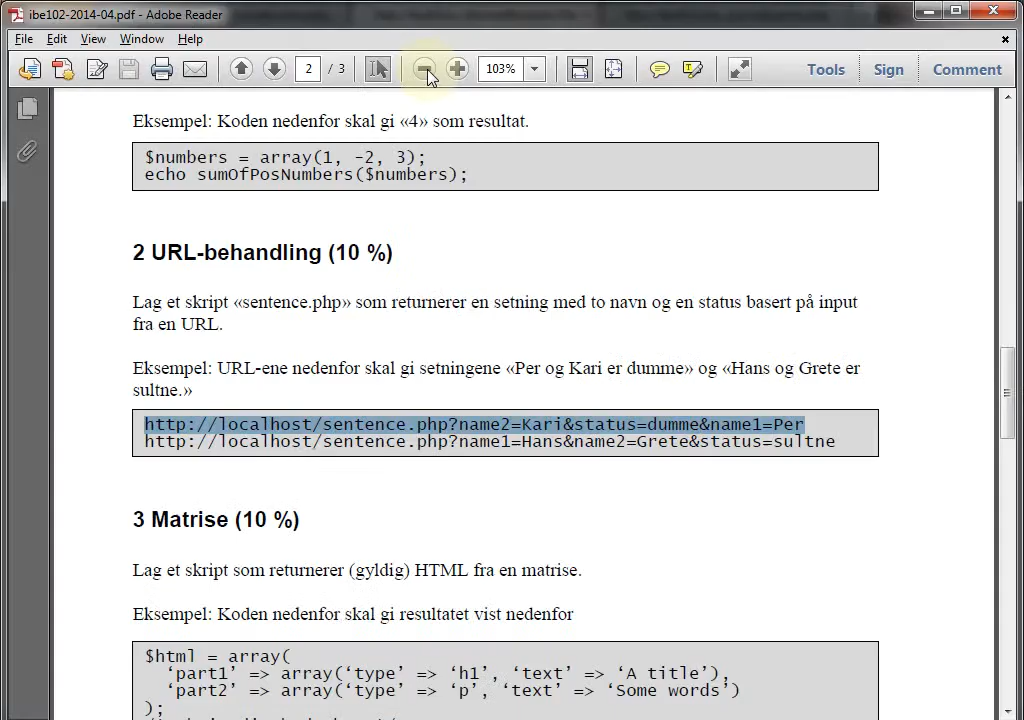 ibe102-2014-04.pdf - Adobe Reader
File Edit View Window Help
2 / 3 103% Tools Sign Comment
Eksempel: Koden nedenfor skal gi «4» som resultat.
$numbers = array(1, -2, 3);
echo sumOfPosNumbers($numbers);
2 URL-behandling (10 %)
Lag et skript «sentence.php» som returnerer en setning med to navn og en status basert på input
fra en URL.
Eksempel: URL-ene nedenfor skal gi setningene «Per og Kari er dumme» og «Hans og Grete er
sultne.»
http://localhost/sentence.php?name2=Kari&status=dumme&name1=Per
http://localhost/sentence.php?name1=Hans&name2=Grete&status=sultne
3 Matrise (10 %)
Lag et skript som returnerer (gyldig) HTML fra en matrise.
Eksempel: Koden nedenfor skal gi resultatet vist nedenfor
$html = array(
‘part1’ => array(‘type’ => ‘h1’, ‘text’ => ‘A title’),
‘part2’ => array(‘type’ => ‘p’, ‘text’ => ‘Some words’)
);